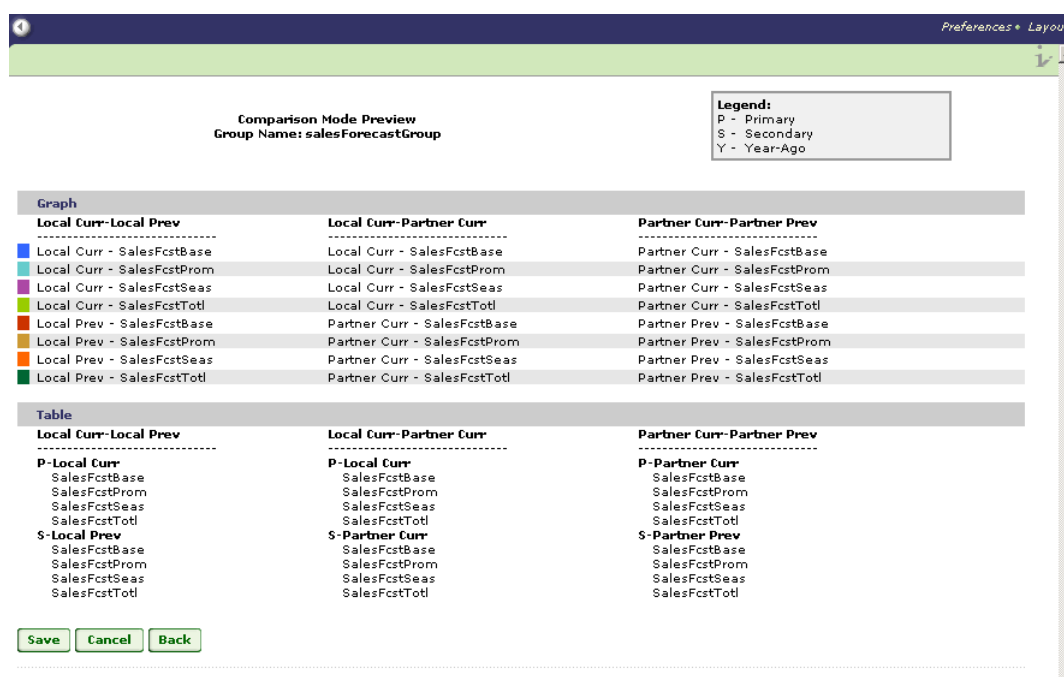 Preferences • Layou
Comparison Mode Preview
Group Name: salesForecastGroup
Legend:
P - Primary
S - Secondary
Y - Year-Ago
Graph
Local Curr-Local Prev Local Curr-Partner Curr Partner Curr-Partner Prev
------------------------- ------------------------- -------------------------
Local Curr - SalesFcstBase Local Curr - SalesFcstBase Partner Curr - SalesFcstBase
Local Curr - SalesFcstProm Local Curr - SalesFcstProm Partner Curr - SalesFcstProm
Local Curr - SalesFcstSeas Local Curr - SalesFcstSeas Partner Curr - SalesFcstSeas
Local Curr - SalesFcstTotl Local Curr - SalesFcstTotl Partner Curr - SalesFcstTotl
Local Prev - SalesFcstBase Partner Curr - SalesFcstBase Partner Prev - SalesFcstBase
Local Prev - SalesFcstProm Partner Curr - SalesFcstProm Partner Prev - SalesFcstProm
Local Prev - SalesFcstSeas Partner Curr - SalesFcstSeas Partner Prev - SalesFcstSeas
Local Prev - SalesFcstTotl Partner Curr - SalesFcstTotl Partner Prev - SalesFcstTotl
Table
Local Curr-Local Prev Local Curr-Partner Curr Partner Curr-Partner Prev
------------------------- ------------------------- -------------------------
P-Local Curr P-Local Curr P-Partner Curr
SalesFcstBase SalesFcstBase SalesFcstBase
SalesFcstProm SalesFcstProm SalesFcstProm
SalesFcstSeas SalesFcstSeas SalesFcstSeas
SalesFcstTotl SalesFcstTotl SalesFcstTotl
S-Local Prev S-Partner Curr S-Partner Prev
SalesFcstBase SalesFcstBase SalesFcstBase
SalesFcstProm SalesFcstProm SalesFcstProm
SalesFcstSeas SalesFcstSeas SalesFcstSeas
SalesFcstTotl SalesFcstTotl SalesFcstTotl
Save Cancel Back